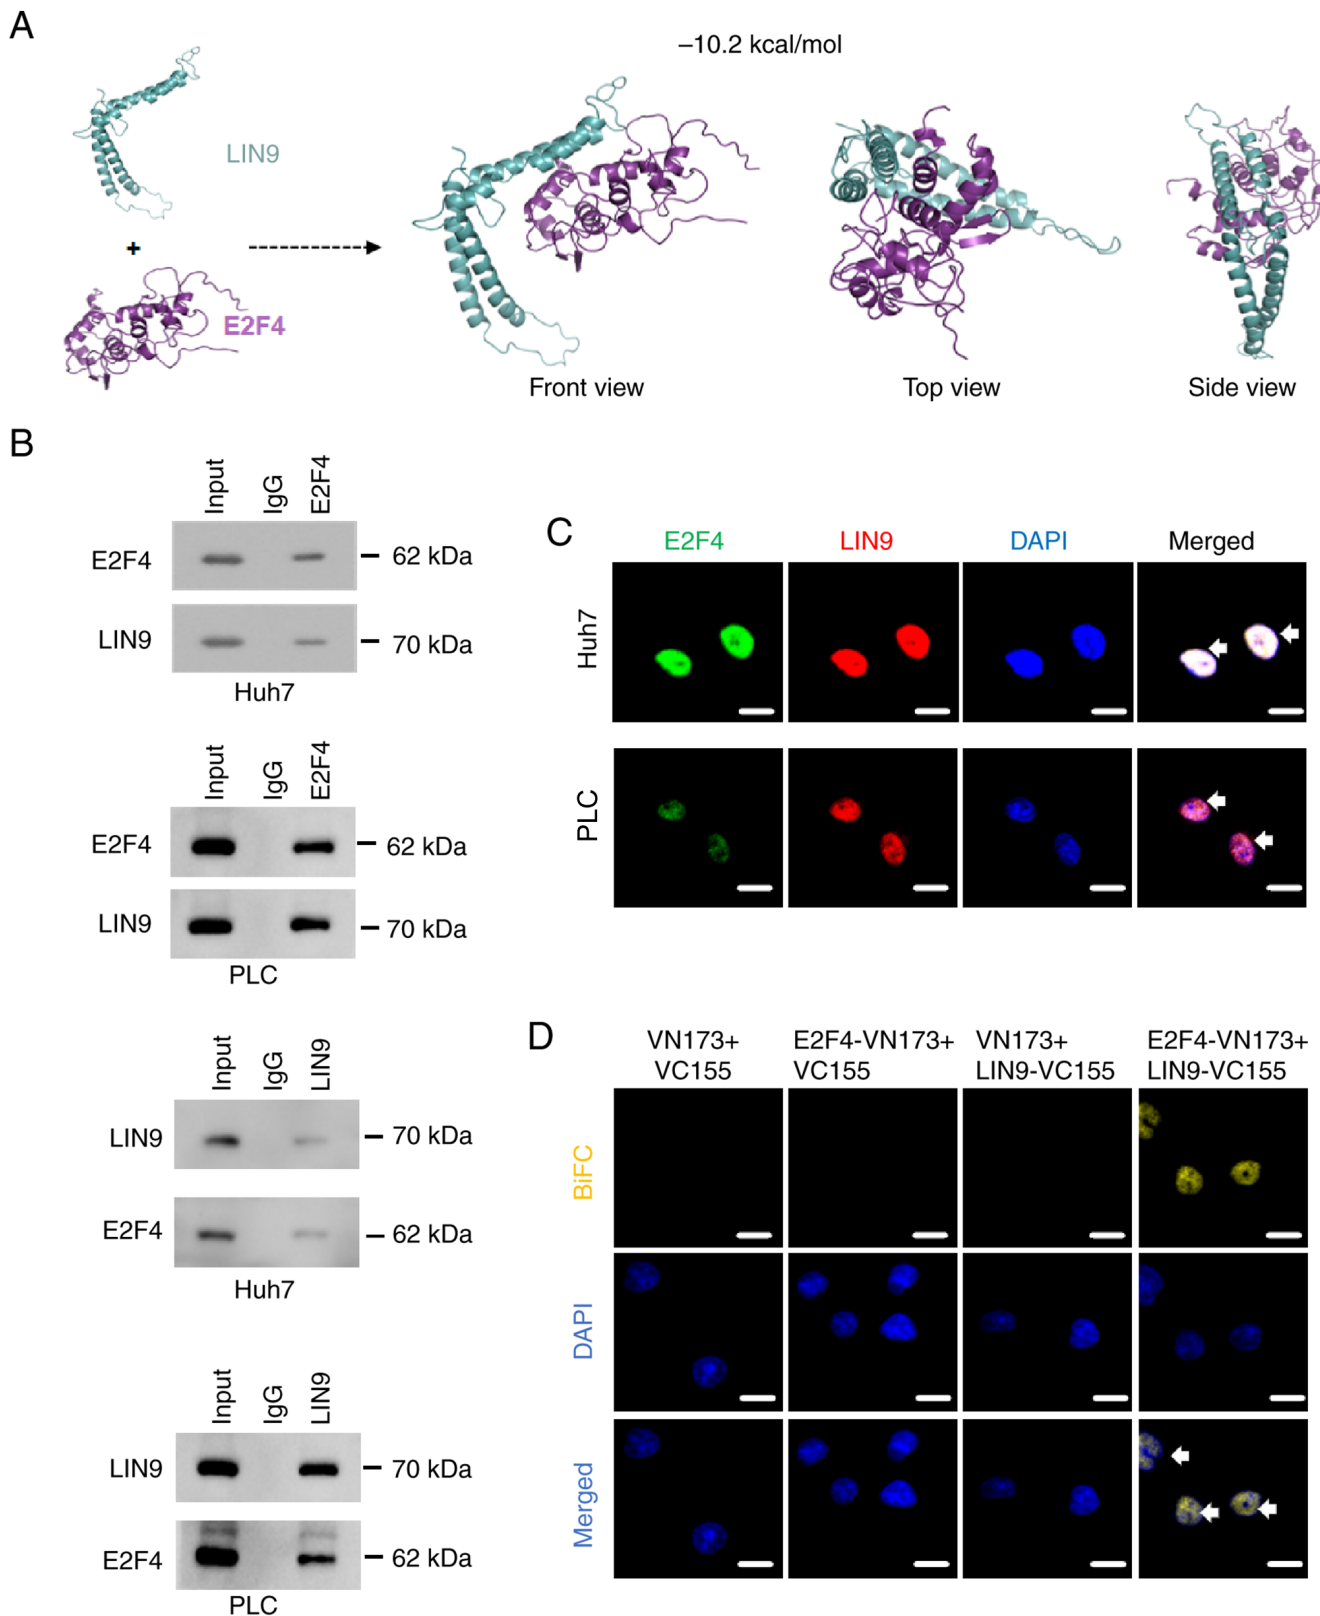 A
–10.2 kcal/mol
LIN9
+
E2F4
Front view
Top view
Side view
B
Input
IgG
E2F4
E2F4
62 kDa
LIN9
70 kDa
Huh7
Input
IgG
E2F4
E2F4
62 kDa
LIN9
70 kDa
PLC
Input
IgG
LIN9
LIN9
70 kDa
E2F4
62 kDa
Huh7
Input
IgG
LIN9
LIN9
70 kDa
E2F4
62 kDa
PLC
C
E2F4
LIN9
DAPI
Merged
Huh7
PLC
D
VN173+
VC155
E2F4-VN173+
VC155
VN173+
LIN9-VC155
E2F4-VN173+
LIN9-VC155
BiFC
DAPI
Merged